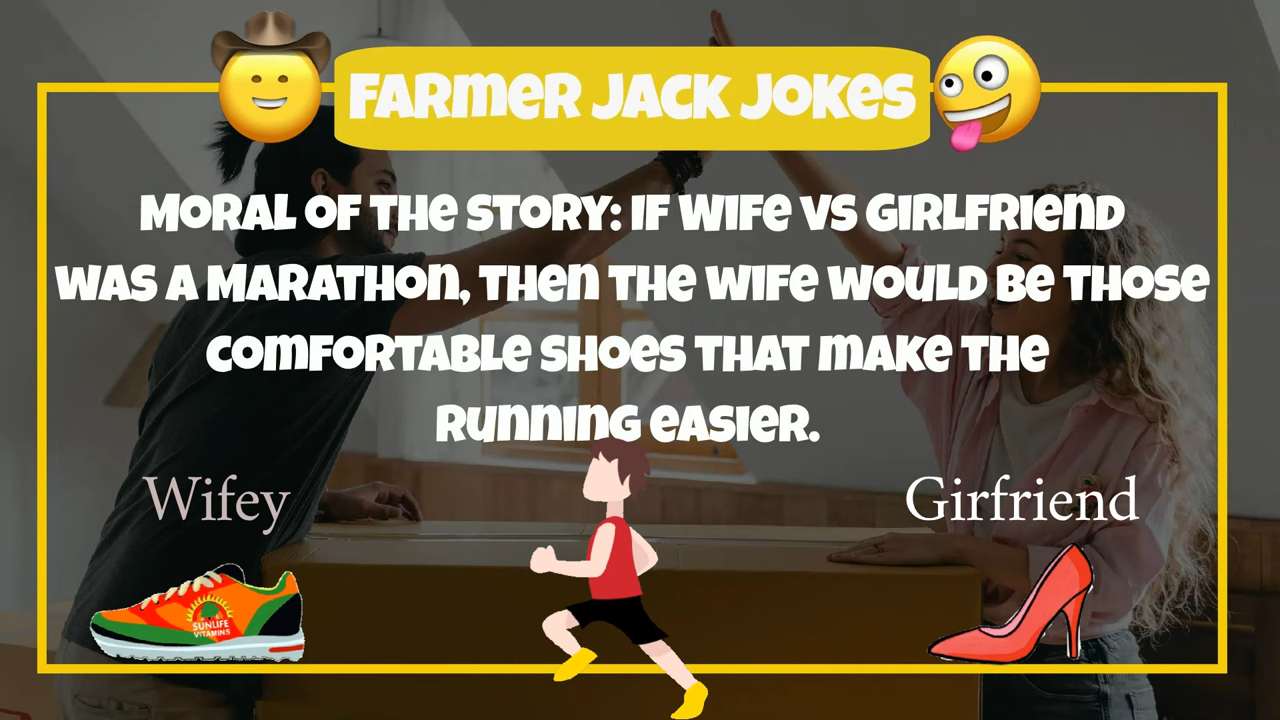 FARMER JACK JOKES
MORAL OF THE STORY: IF WIFE VS GIRLFRIEND
WAS A MARATHON, THEN THE WIFE WOULD BE THOSE
COMFORTABLE SHOES THAT MAKE THE
RUNNING EASIER.
Wifey
Girfriend
SUNLIFE
VITAMINS